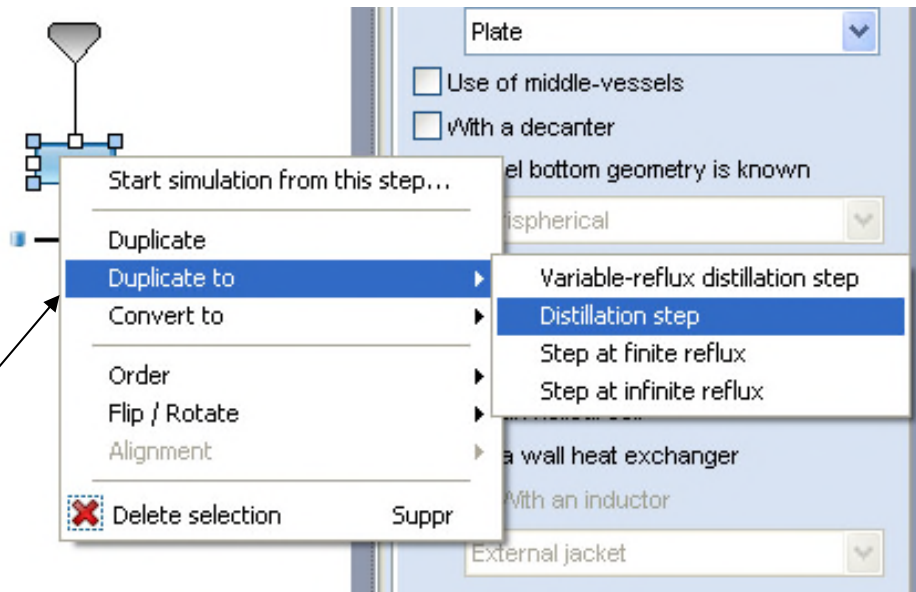 Plate
Use of middle-vessels
With a decanter
el bottom geometry is known
ispherical
Start simulation from this step...
Duplicate
Duplicate to
Convert to
Order
Flip / Rotate
Alignment
Delete selection Suppr
Variable-reflux distillation step
Distillation step
Step at finite reflux
Step at infinite reflux
a wall heat exchanger
With an inductor
External jacket